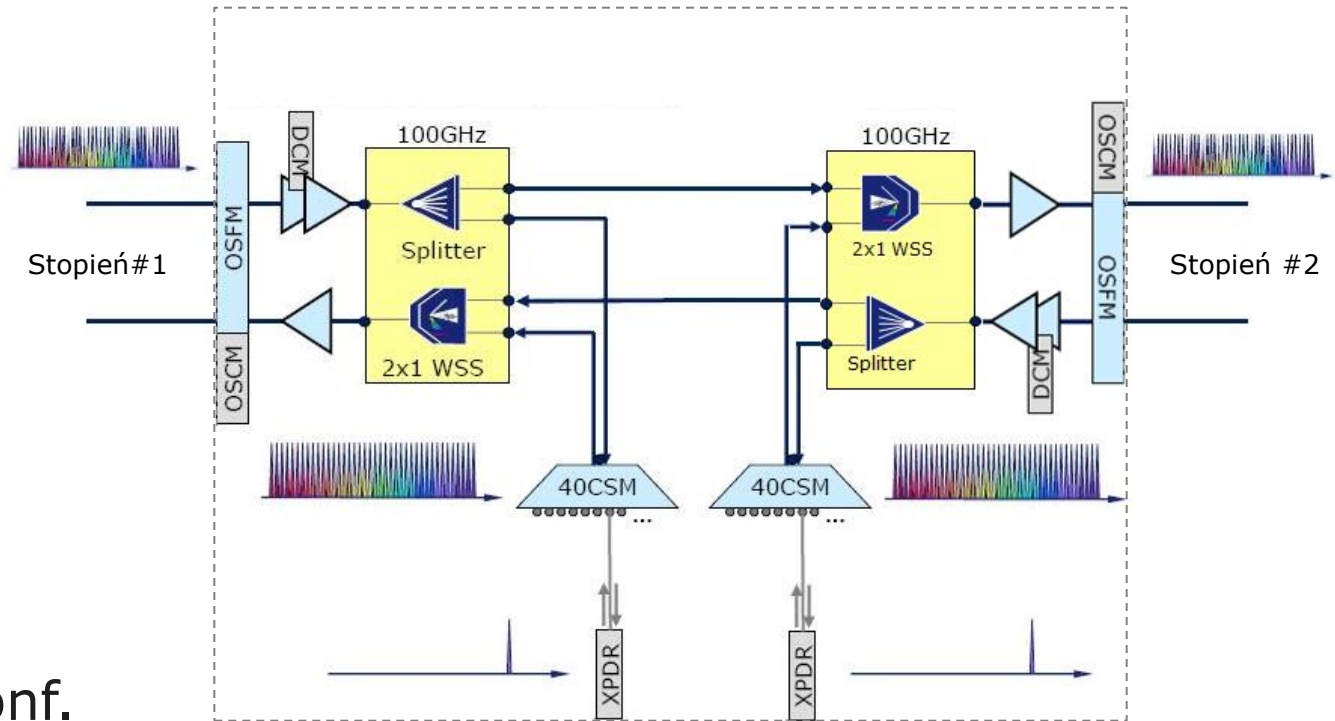 DCM
100GHz
100GHz
OSCM
OSFM
Splitter
2x1 WSS
Stopień#1
Stopień #2
OSFM
2x1 WSS
Splitter
OSCM
DCM
40CSM
...
40CSM
...
XPDR
XPDR
onf.